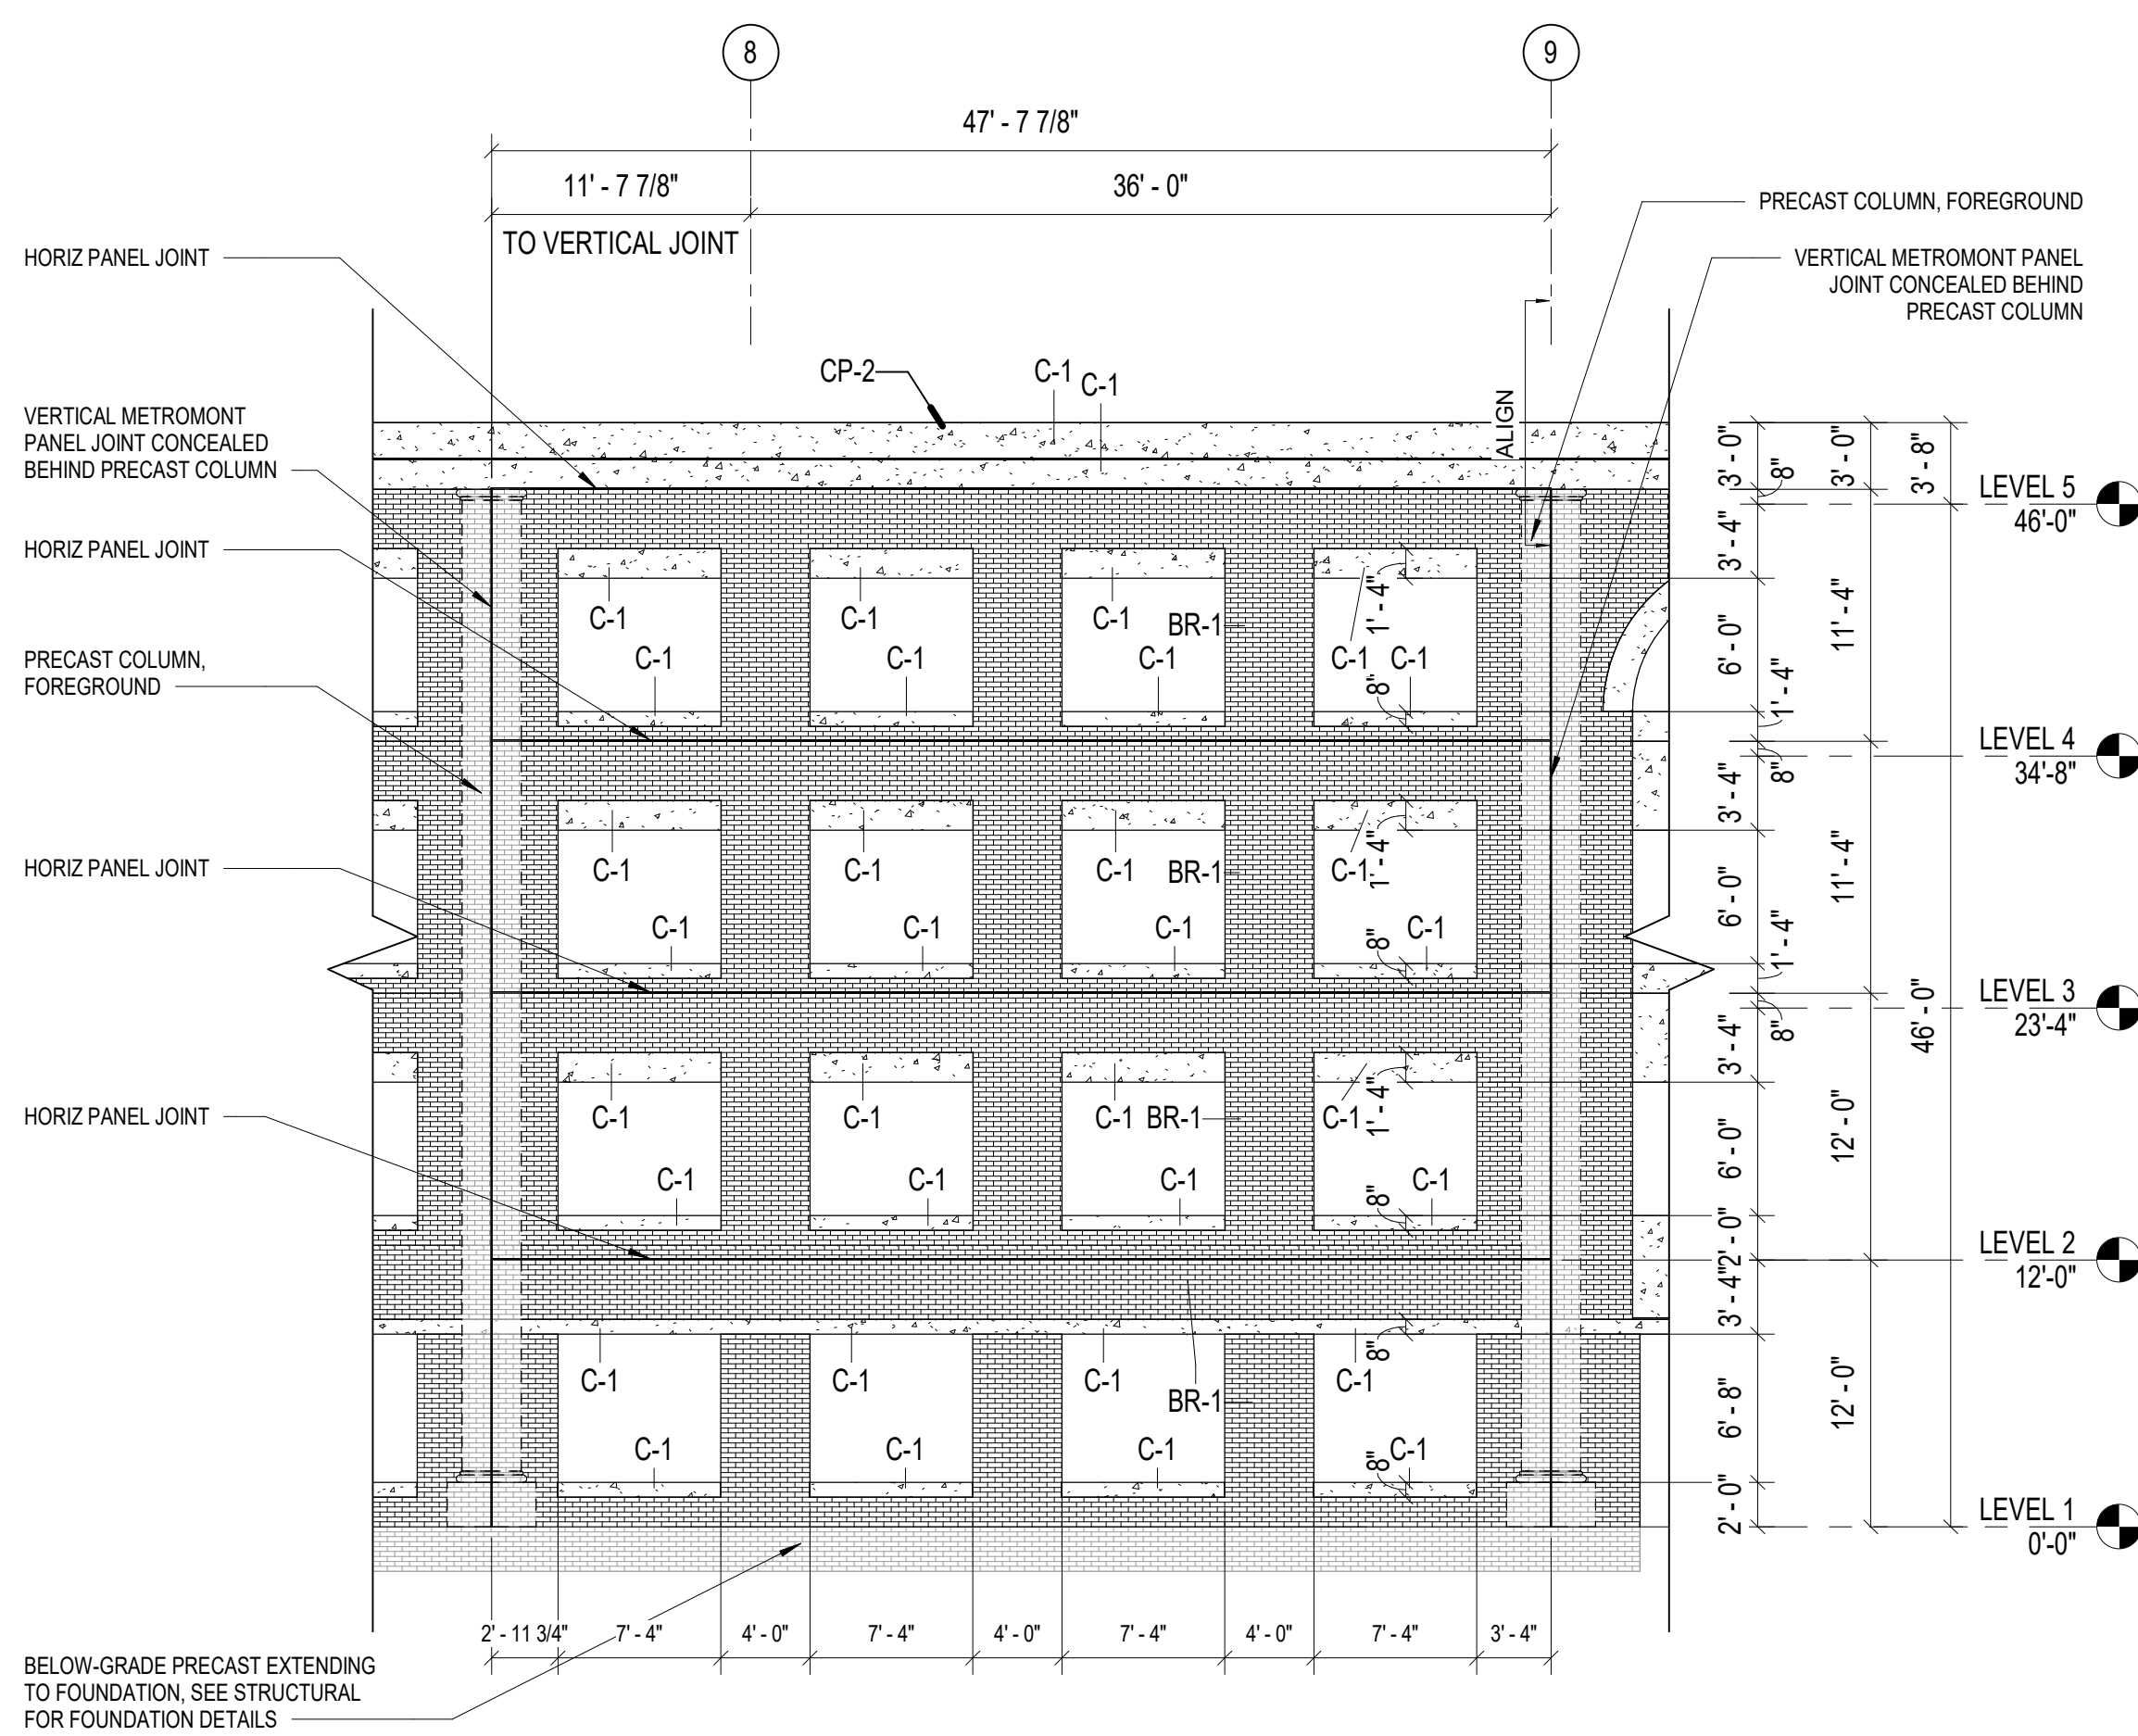 8
9
47' - 7 7/8"
11' - 7 7/8"
36' - 0"
TO VERTICAL JOINT
PRECAST COLUMN, FOREGROUND
VERTICAL METROMONT PANEL
JOINT CONCEALED BEHIND
PRECAST COLUMN
HORIZ PANEL JOINT
VERTICAL METROMONT
PANEL JOINT CONCEALED
BEHIND PRECAST COLUMN
HORIZ PANEL JOINT
PRECAST COLUMN,
FOREGROUND
HORIZ PANEL JOINT
HORIZ PANEL JOINT
BELOW-GRADE PRECAST EXTENDING
TO FOUNDATION, SEE STRUCTURAL
FOR FOUNDATION DETAILS
CP-2
C-1
C-1
ALIGN
C-1
C-1
C-1
BR-1
1' - 4"
C-1
C-1
C-1
C-1
C-1
8"
C-1
C-1
C-1
C-1
BR-1
C-1
1' - 4"
C-1
C-1
C-1
8"
C-1
C-1
C-1
C-1
BR-1
C-1
1' - 4"
C-1
C-1
C-1
8"
C-1
C-1
C-1
C-1
C-1
8"
BR-1
C-1
C-1
C-1
8"
C-1
2' - 11 3/4"
7' - 4"
4' - 0"
7' - 4"
4' - 0"
7' - 4"
4' - 0"
7' - 4"
3' - 4"
3' - 0"
8"
3' - 4"
6' - 0"
1' - 4"
8"
3' - 4"
6' - 0"
1' - 4"
8"
3' - 4"
6' - 0"
2' - 0"
3' - 4"
6' - 8"
2' - 0"
3' - 0"
11' - 4"
11' - 4"
12' - 0"
12' - 0"
3' - 8"
46' - 0"
LEVEL 5
46'-0"
LEVEL 4
34'-8"
LEVEL 3
23'-4"
LEVEL 2
12'-0"
LEVEL 1
0'-0"